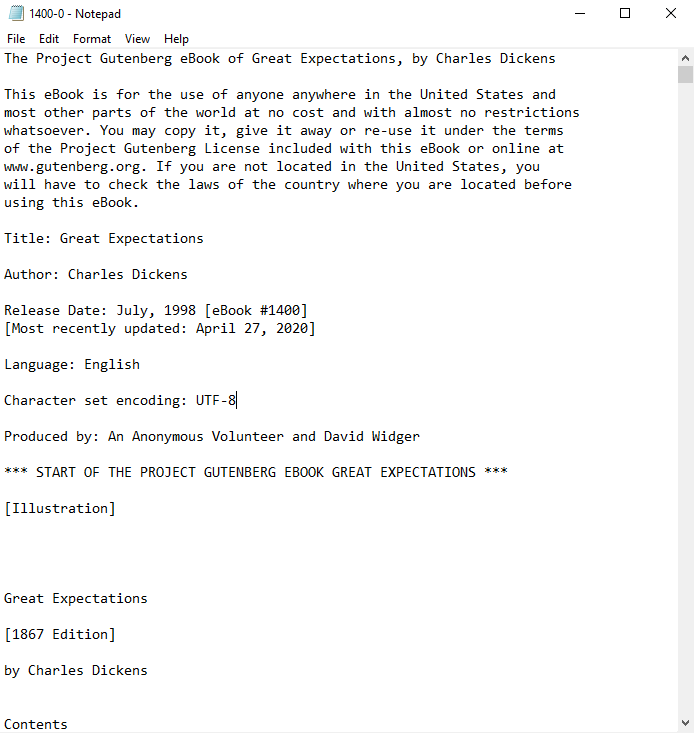 1400-0 - Notepad
File Edit Format View Help
The Project Gutenberg eBook of Great Expectations, by Charles Dickens
This eBook is for the use of anyone anywhere in the United States and
most other parts of the world at no cost and with almost no restrictions
whatsoever. You may copy it, give it away or re-use it under the terms
of the Project Gutenberg License included with this eBook or online at
www.gutenberg.org. If you are not located in the United States, you
will have to check the laws of the country where you are located before
using this eBook.
Title: Great Expectations
Author: Charles Dickens
Release Date: July, 1998 [eBook #1400]
[Most recently updated: April 27, 2020]
Language: English
Character set encoding: UTF-8
Produced by: An Anonymous Volunteer and David Widger
*** START OF THE PROJECT GUTENBERG EBOOK GREAT EXPECTATIONS ***
[Illustration]
Great Expectations
[1867 Edition]
by Charles Dickens
Contents